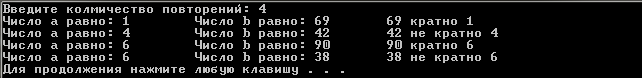 Введите колмичество повторений: 4
Число a равно: 1 Число b равно: 69 69 кратно 1
Число a равно: 4 Число b равно: 42 42 не кратно 4
Число a равно: 6 Число b равно: 90 90 кратно 6
Число a равно: 6 Число b равно: 38 38 не кратно 6
Для продолжения нажмите любую клавишу . . .